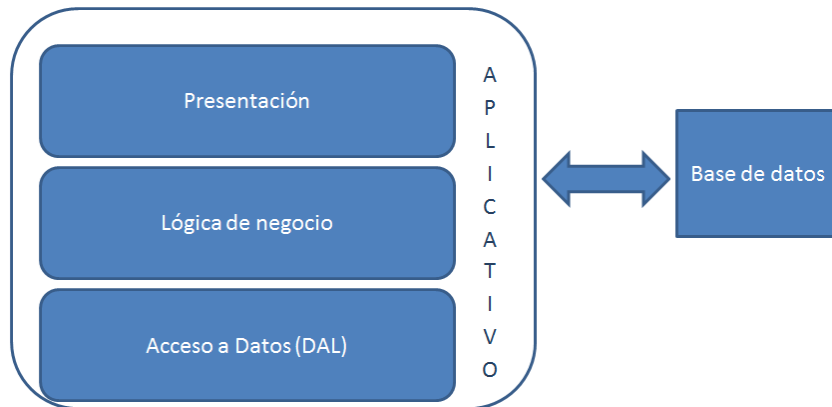 Presentación
Lógica de negocio
Acceso a Datos (DAL)
A
P
L
I
C
A
T
I
V
O
Base de datos